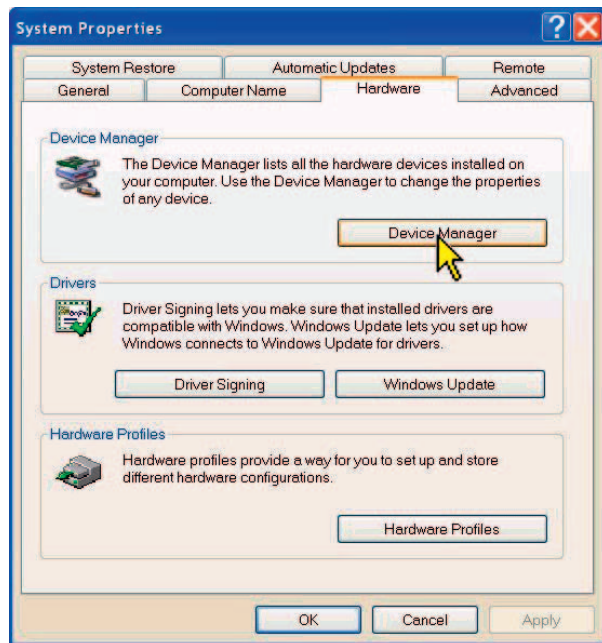 System Properties
System Restore Automatic Updates Remote
General Computer Name Hardware Advanced
Device Manager
The Device Manager lists all the hardware devices installed on
your computer. Use the Device Manager to change the properties
of any device.
Device Manager
Drivers
Driver Signing lets you make sure that installed drivers are
compatible with Windows. Windows Update lets you set up how
Windows connects to Windows Update for drivers.
Driver Signing Windows Update
Hardware Profiles
Hardware profiles provide a way for you to set up and store
different hardware configurations.
Hardware Profiles
OK Cancel Apply